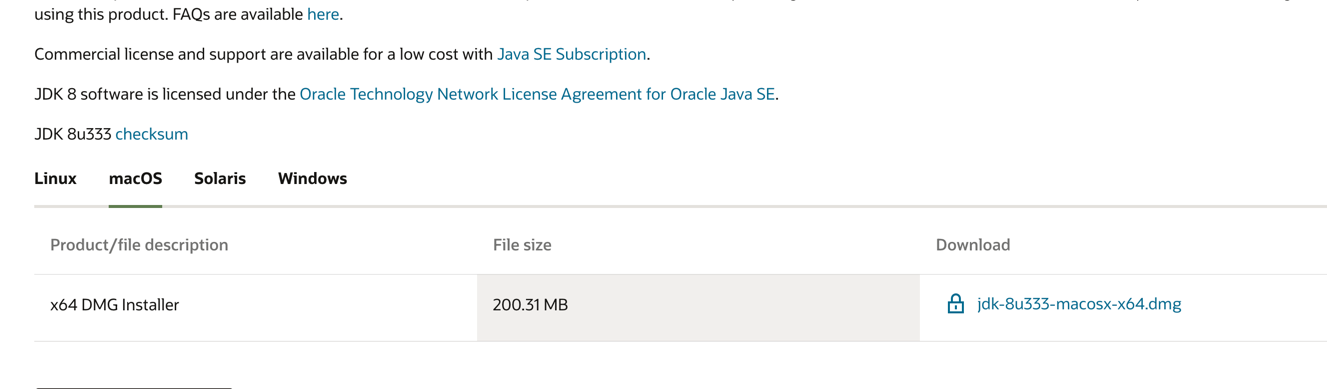 using this product. FAQs are available here.
Commercial license and support are available for a low cost with Java SE Subscription.
JDK 8 software is licensed under the Oracle Technology Network License Agreement for Oracle Java SE.
JDK 8u333 checksum
Linux macOS Solaris Windows
Product/file description File size Download
x64 DMG Installer 200.31 MB jdk-8u333-macosx-x64.dmg